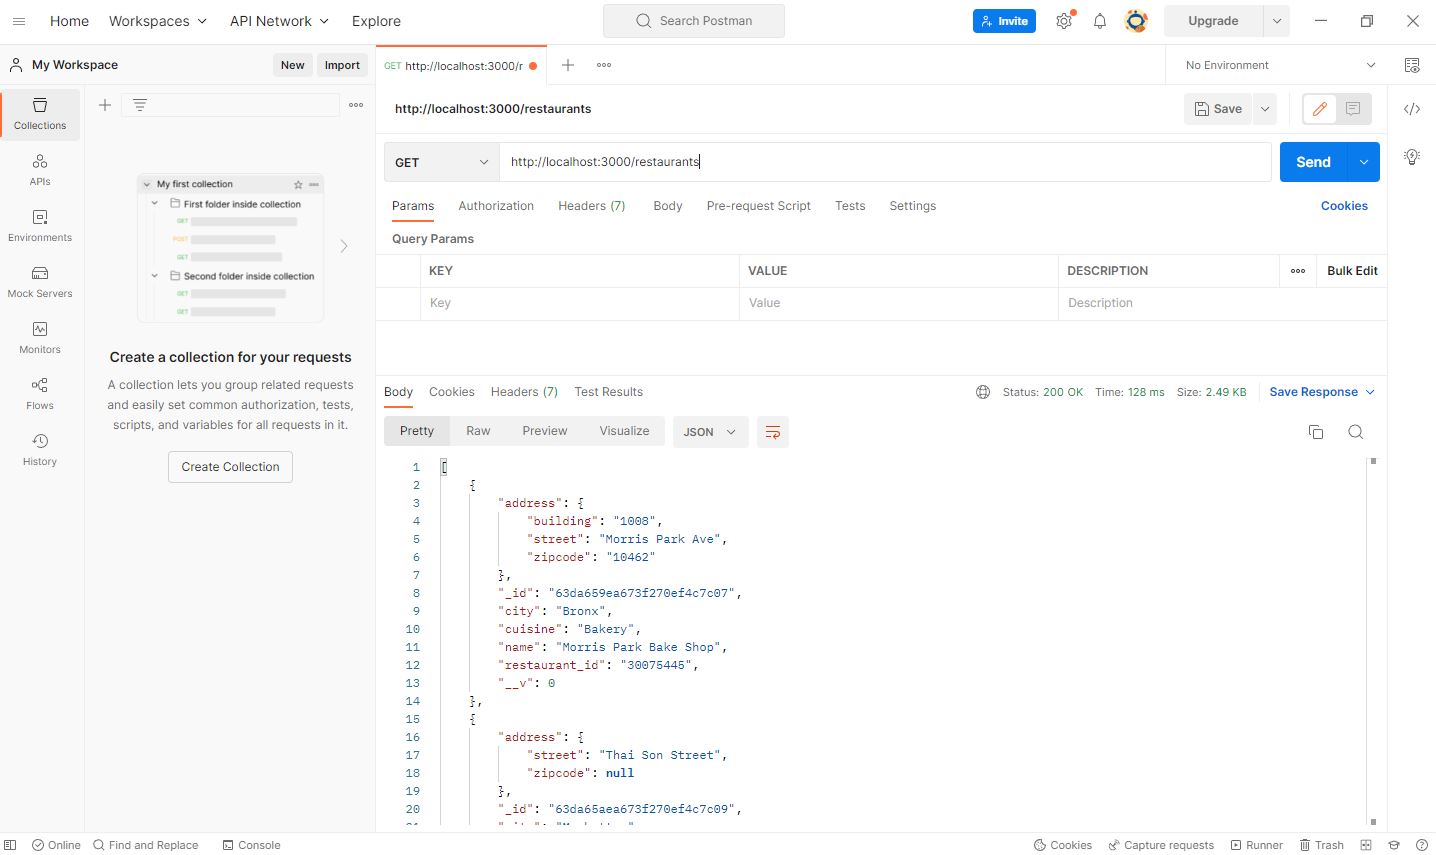 Home Workspaces API Network Explore Search Postman Invite Upgrade
My Workspace New Import GET http://localhost:3000/r No Environment
http://localhost:3000/restaurants Save
Collections
APIs
Environments
Mock Servers
Monitors
Flows
History
My first collection
First folder inside collection
GET
POST
GET
Second folder inside collection
GET
GET
Create a collection for your requests
A collection lets you group related requests
and easily set common authorization, tests,
scripts, and variables for all requests in it.
Create Collection
GET http://localhost:3000/restaurants Send
Params Authorization Headers (7) Body Pre-request Script Tests Settings Cookies
Query Params
KEY VALUE DESCRIPTION Bulk Edit
Key Value Description
Body Cookies Headers (7) Test Results Status: 200 OK Time: 128 ms Size: 2.49 KB Save Response
Pretty Raw Preview Visualize JSON
1 [
2 {
3 "address": {
4 "building": "1008",
5 "street": "Morris Park Ave",
6 "zipcode": "10462"
7 },
8 "_id": "63da659ea673f270ef4c7c07",
9 "city": "Bronx",
10 "cuisine": "Bakery",
11 "name": "Morris Park Bake Shop",
12 "restaurant_id": "30075445",
13 "__v": 0
14 },
15 {
16 "address": {
17 "street": "Thai Son Street",
18 "zipcode": null
19 },
20 "_id": "63da65aea673f270ef4c7c09",
Online Find and Replace Console Cookies Capture requests Runner Trash